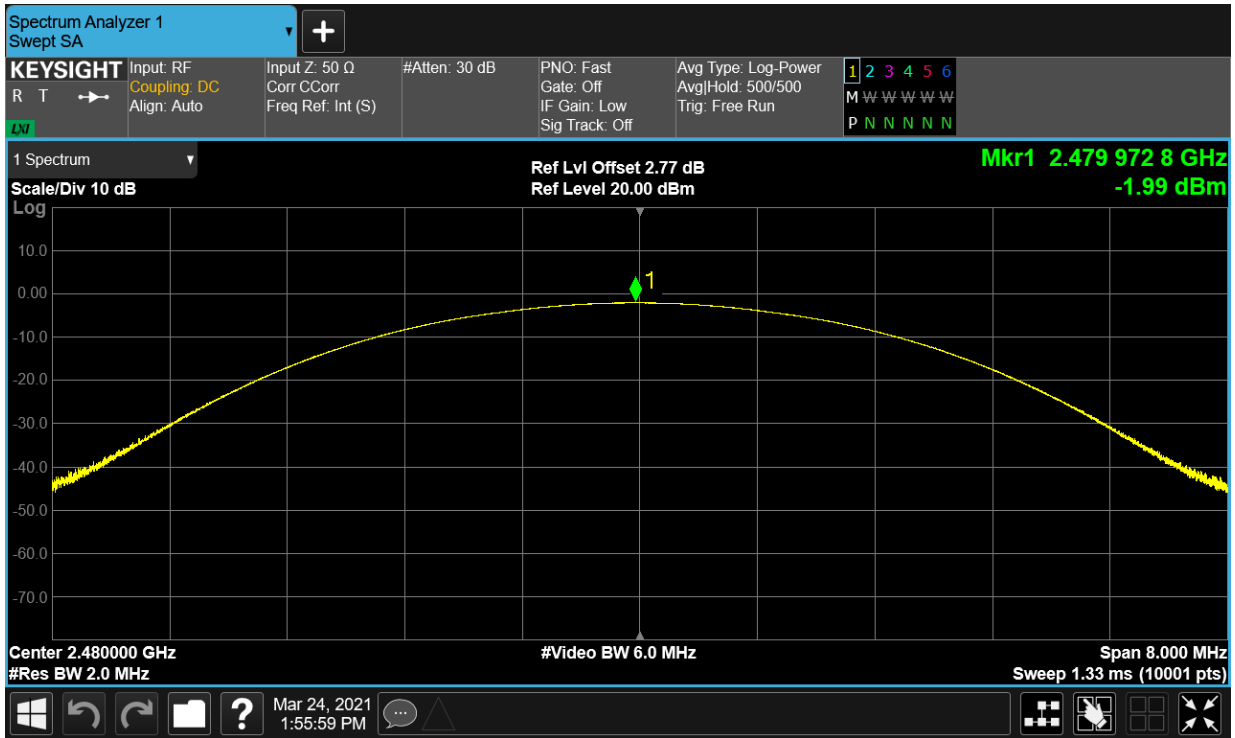 Spectrum Analyzer 1
Swept SA
KEYSIGHT
R T
LXI
Input: RF
Coupling: DC
Align: Auto
Input Z: 50 Ω
Corr CCorr
Freq Ref: Int (S)
#Atten: 30 dB
PNO: Fast
Gate: Off
IF Gain: Low
Sig Track: Off
Avg Type: Log-Power
Avg|Hold: 500/500
Trig: Free Run
1 2 3 4 5 6
M W W W W W
P N N N N N
1 Spectrum
Scale/Div 10 dB
Log
Ref Lvl Offset 2.77 dB
Ref Level 20.00 dBm
Mkr1 2.479 972 8 GHz
-1.99 dBm
10.0
0.00
-10.0
-20.0
-30.0
-40.0
-50.0
-60.0
-70.0
1
Center 2.480000 GHz
#Res BW 2.0 MHz
#Video BW 6.0 MHz
Span 8.000 MHz
Sweep 1.33 ms (10001 pts)
?
Mar 24, 2021
1:55:59 PM